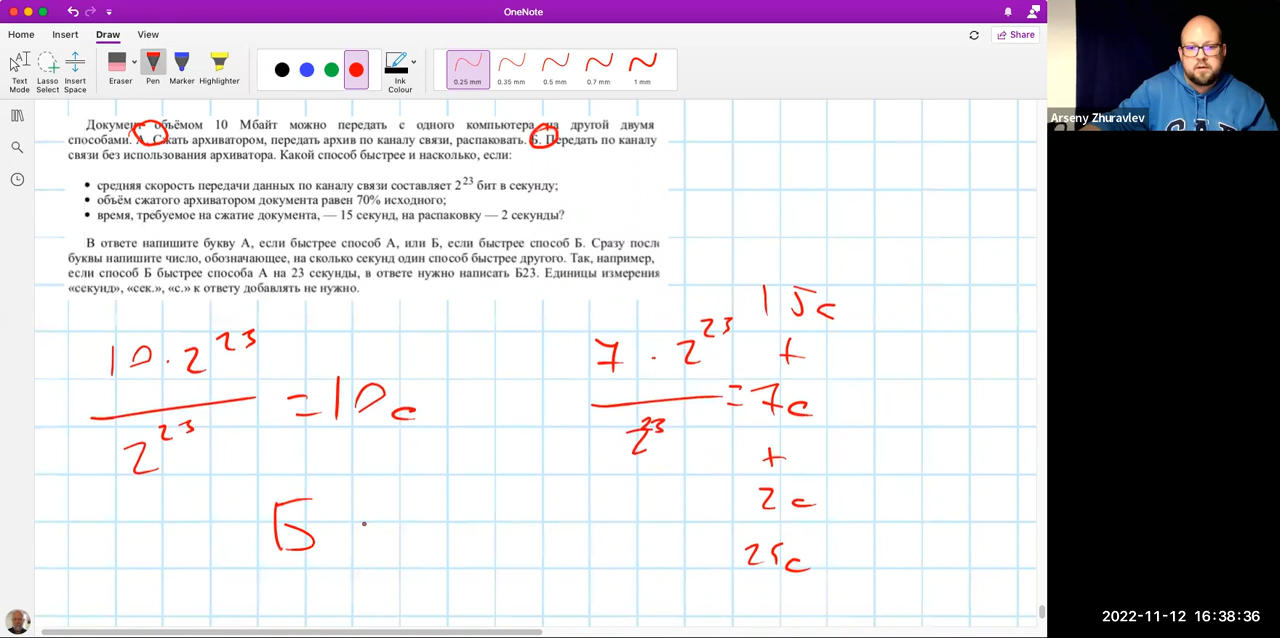 OneNote
Home Insert Draw View
Share
Text Mode
Lasso Select
Insert Space
Eraser
Pen
Marker
Highlighter
Ink Colour
0.25 mm
0.35 mm
0.5 mm
0.7 mm
1 mm
Arseny Zhuravlev
Документ объёмом 10 Мбайт можно передать с одного компьютера на другой двумя
способами. А. Сжать архиватором, передать архив по каналу связи, распаковать. Б. Передать по каналу
связи без использования архиватора. Какой способ быстрее и насколько, если:
• средняя скорость передачи данных по каналу связи составляет 2^23 бит в секунду;
• объём сжатого архиватором документа равен 70% исходного;
• время, требуемое на сжатие документа, — 15 секунд, на распаковку — 2 секунды?
В ответе напишите букву А, если быстрее способ А, или Б, если быстрее способ Б. Сразу после
буквы напишите число, обозначающее, на сколько секунд один способ быстрее другого. Так, например,
если способ Б быстрее способа А на 23 секунды, в ответе нужно написать Б23. Единицы измерения
«секунд», «сек.», «с.» к ответу добавлять не нужно.
10 · 2^23
2^23
= 10 с
7 · 2^23
2^23
15 с
+
= 7 с
+
2 с
Б
2022-11-12 16:38:36